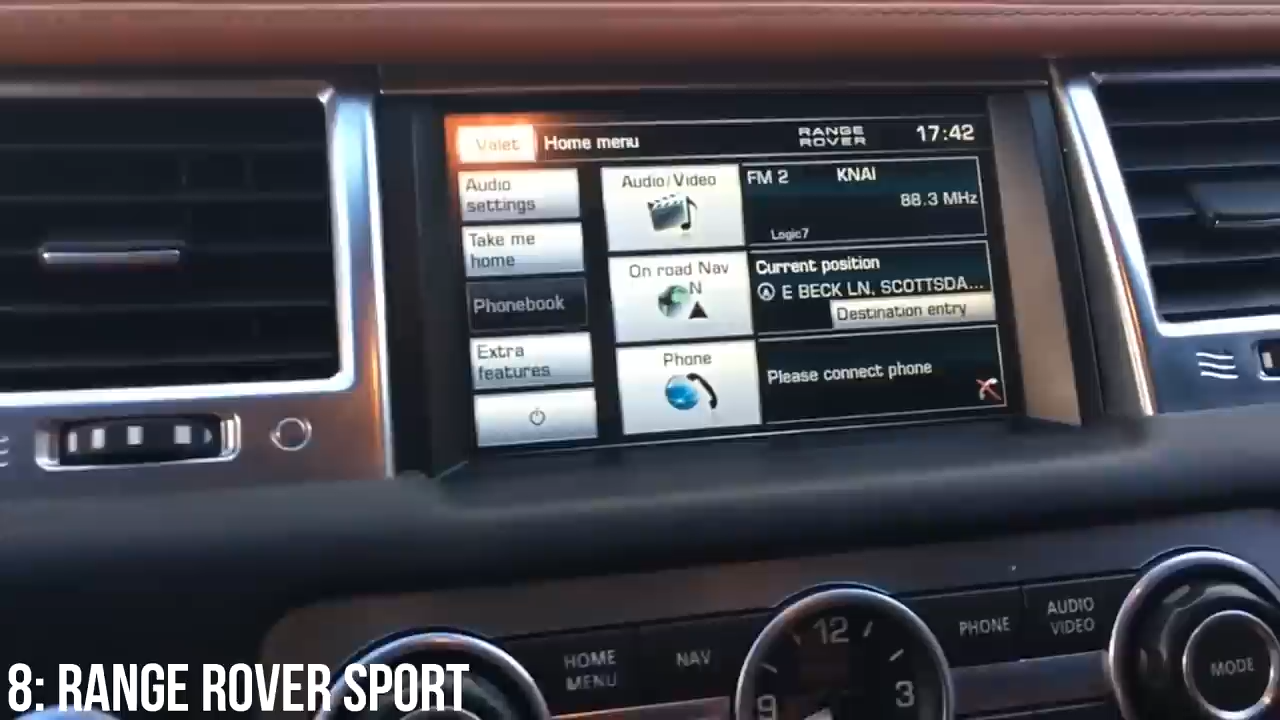 Valet
Home menu
RANGE
ROVER
17:42
Audio
settings
Take me
home
Phonebook
Extra
features
Audio/Video
FM 2 KNAI
88.3 MHz
Logic7
On road Nav
N
Current position
E BECK LN, SCOTTSDA...
Destination entry
Phone
Please connect phone
HOME
MENU
NAV
12
3
9
PHONE
AUDIO
VIDEO
MODE
8: RANGE ROVER SPORT